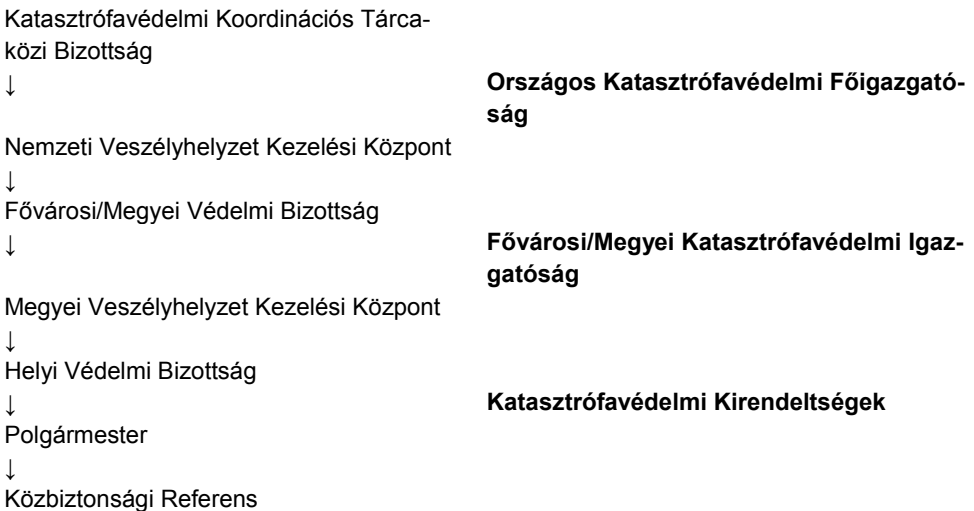 Katasztrófavédelmi Koordinációs Tárca-
közi Bizottság
↓
Országos Katasztrófavédelmi Főigazgató-
ság
Nemzeti Veszélyhelyzet Kezelési Központ
↓
Fővárosi/Megyei Védelmi Bizottság
↓
Fővárosi/Megyei Katasztrófavédelmi Igaz-
gatóság
Megyei Veszélyhelyzet Kezelési Központ
↓
Helyi Védelmi Bizottság
↓
Katasztrófavédelmi Kirendeltségek
Polgármester
↓
Közbiztonsági Referens